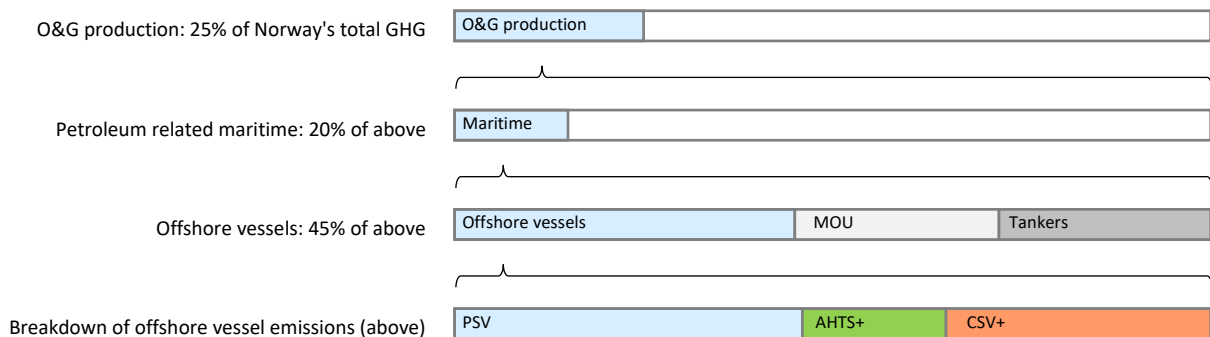 O&G production: 25% of Norway's total GHG
O&G production
Petroleum related maritime: 20% of above
Maritime
Offshore vessels: 45% of above
Offshore vessels
MOU
Tankers
Breakdown of offshore vessel emissions (above)
PSV
AHTS+
CSV+